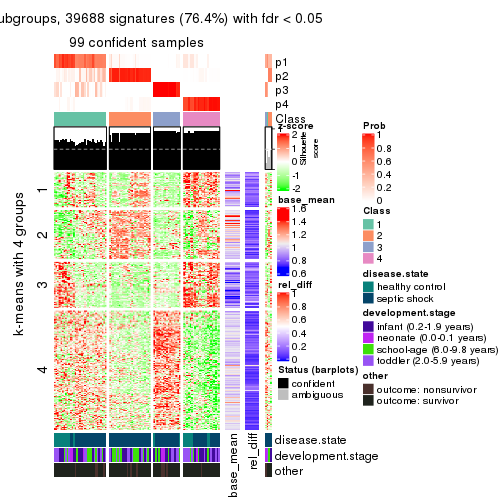 ubgroups, 39688 signatures (76.4%) with fdr < 0.05
99 confident samples
p1
p2
p3
p4
Class
z-score
2
1
0
-1
-2
Silhouette
score
base_mean
1.6
1.4
1.2
1
0.8
0.6
rel_diff
1
0.8
0.6
0.4
0.2
0
Status (barplots)
confident
ambiguous
Prob
1
0.8
0.6
0.4
0.2
0
Class
1
2
3
4
disease.state
healthy control
septic shock
development.stage
infant (0.2-1.9 years)
neonate (0.0-0.1 years)
school-age (6.0-9.8 years)
toddler (2.0-5.9 years)
other
outcome: nonsurvivor
outcome: survivor
k-means with 4 groups
1
2
3
4
disease.state
development.stage
other
base_mean
rel_diff